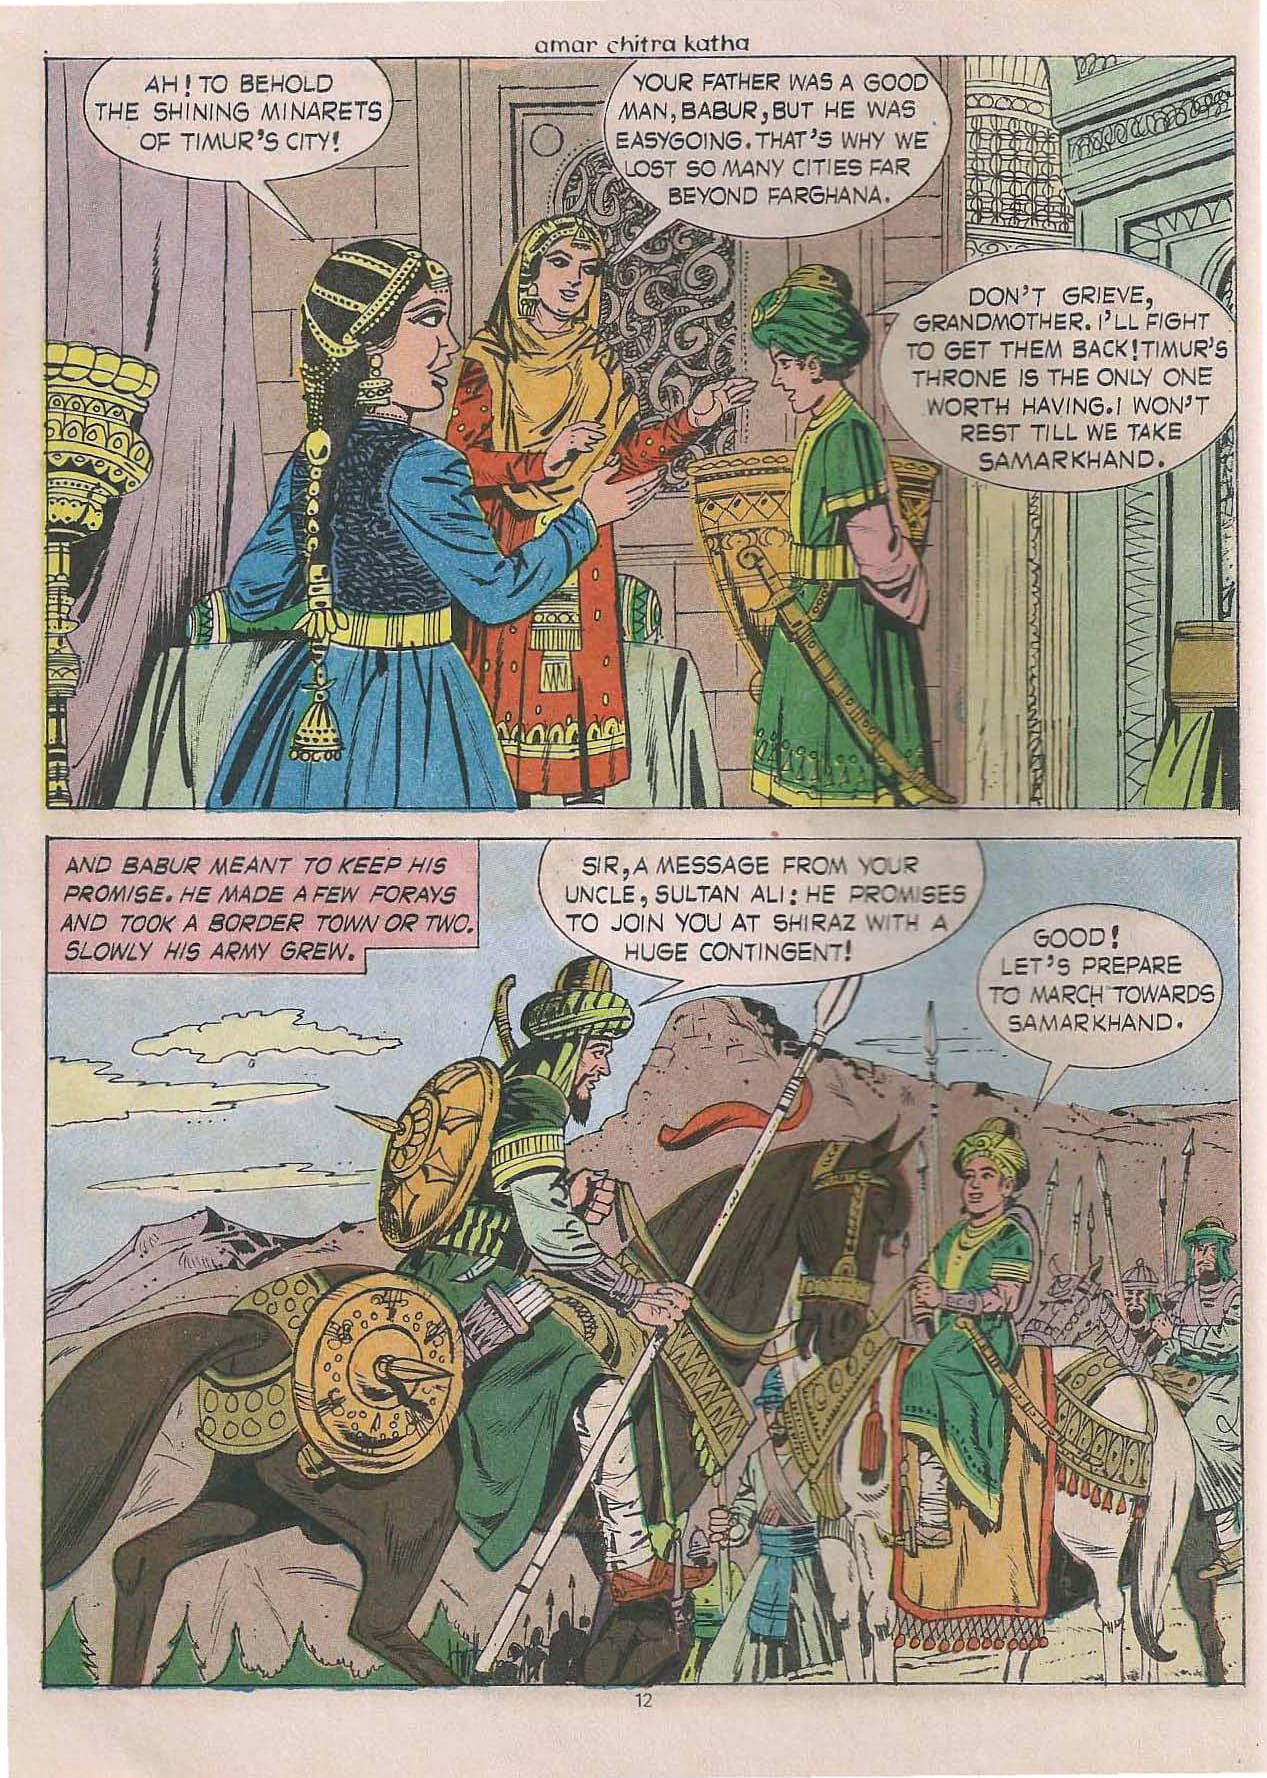 amar chitra katha
AH! TO BEHOLD
THE SHINING MINARETS
OF TIMUR'S CITY!
YOUR FATHER WAS A GOOD
MAN, BABUR, BUT HE WAS
EASYGOING. THAT'S WHY WE
LOST SO MANY CITIES FAR
BEYOND FARGHANA.
DON'T GRIEVE,
GRANDMOTHER. I'LL FIGHT
TO GET THEM BACK! TIMUR'S
THRONE IS THE ONLY ONE
WORTH HAVING. I WON'T
REST TILL WE TAKE
SAMARKHAND.
AND BABUR MEANT TO KEEP HIS
PROMISE. HE MADE A FEW FORAYS
AND TOOK A BORDER TOWN OR TWO.
SLOWLY HIS ARMY GREW.
SIR, A MESSAGE FROM YOUR
UNCLE, SULTAN ALI: HE PROMISES
TO JOIN YOU AT SHIRAZ WITH A
HUGE CONTINGENT!
GOOD!
LET'S PREPARE
TO MARCH TOWARDS
SAMARKHAND.
12